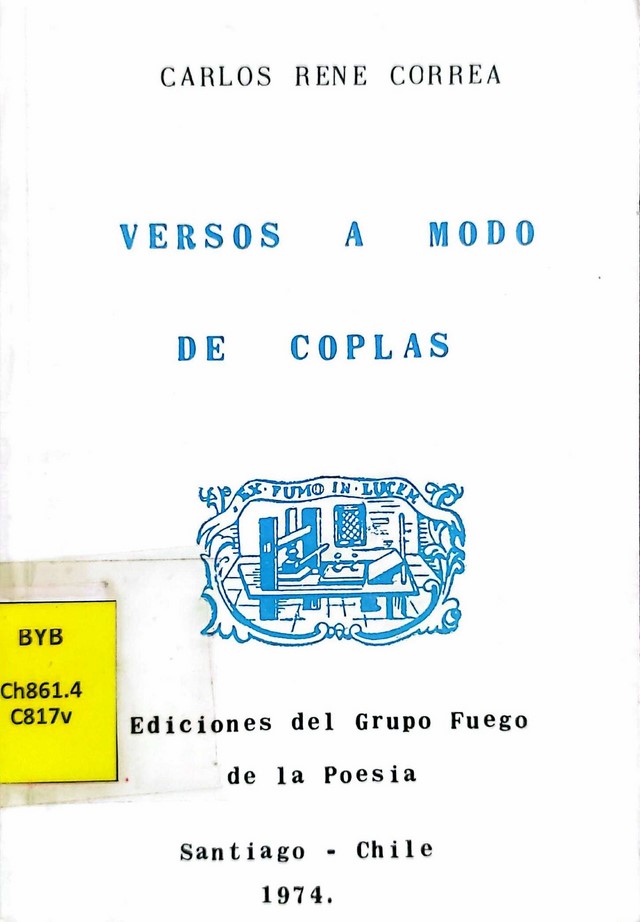 CARLOS RENE CORREA
VERSOS A MODO
DE COPLAS
EX·FUMO IN·LUCEM
BYB
Ch861.4
C817v
Ediciones del Grupo Fuego
de la Poesia
Santiago - Chile
1974.